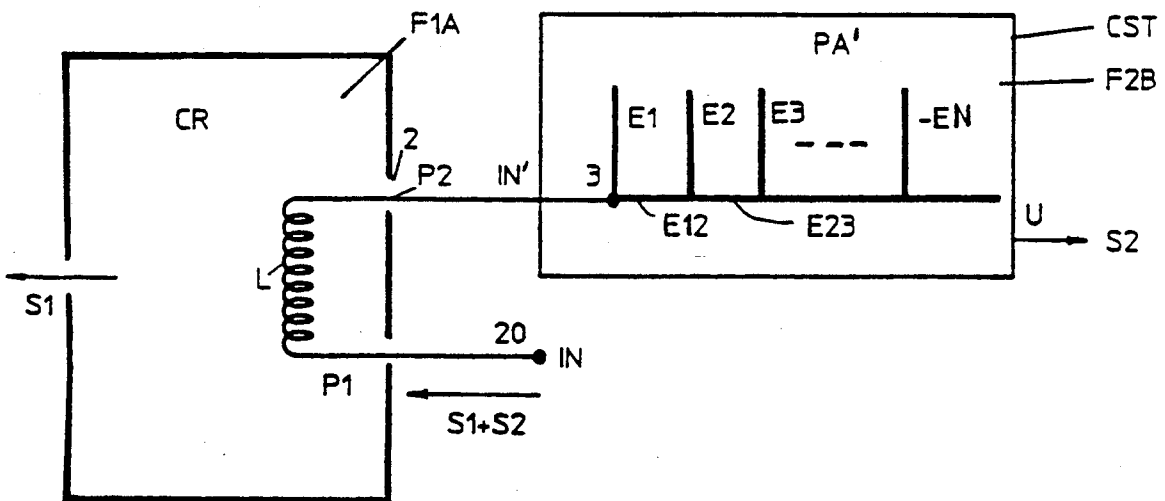 F1A
CST
PA'
F2B
CR
E1
E2
E3
-EN
2
P2
IN'
3
E12
E23
U
S2
L
S1
20
IN
P1
S1+S2